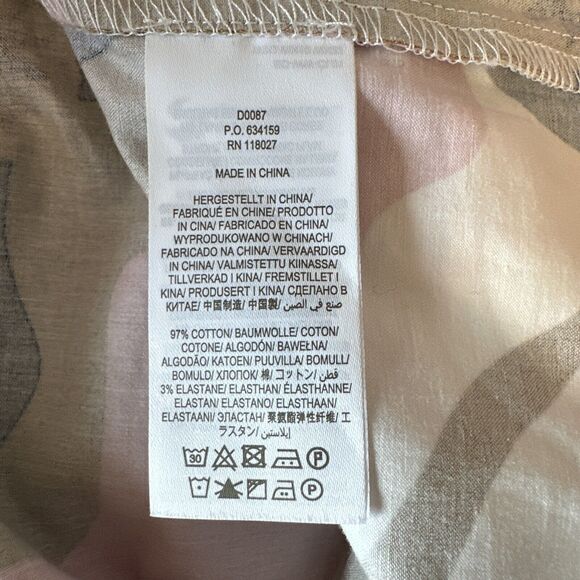 D0087
P.O. 634159
RN 118027
MADE IN CHINA
HERGESTELLT IN CHINA/
FABRIQUÉ EN CHINE/ PRODOTTO
IN CINA/ FABRICADO EN CHINA/
WYPRODUKOWANO W CHINACH/
FABRICADO NA CHINA/ VERVAARDIGD
IN CHINA/ VALMISTETTU KIINASSA/
TILLVERKAD I KINA/ FREMSTILLET I
KINA/ PRODUSERT I KINA/ СДЕЛАНО В
КИТАЕ/ 中国制造/ 中国製/ صنع في الصين/
97% COTTON/ BAUMWOLLE/ COTON/
COTONE/ ALGODÓN/ BAWEŁNA/
ALGODÃO/ KATOEN/ PUUVILLA/ BOMULL/
BOMULD/ ХЛОПОК/ 棉/ コットン/ قطن/
3% ELASTANE/ ELASTHAN/ ÉLASTHANNE/
ELASTAN/ ELASTANO/ ELASTHAAN/
ELASTAANI/ ЭЛАСТАН/ 聚氨酯弹性纤维/ エ
ラスタン/ إيلاستين/
30 P
P